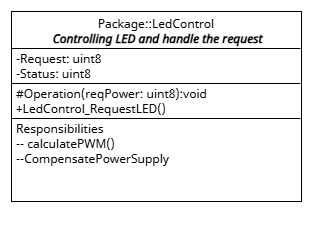 Package::LedControl
Controlling LED and handle the request
-Request: uint8
-Status: uint8
#Operation(reqPower: uint8):void
+LedControl_RequestLED()
Responsibilities
-- calculatePWM()
--CompensatePowerSupply